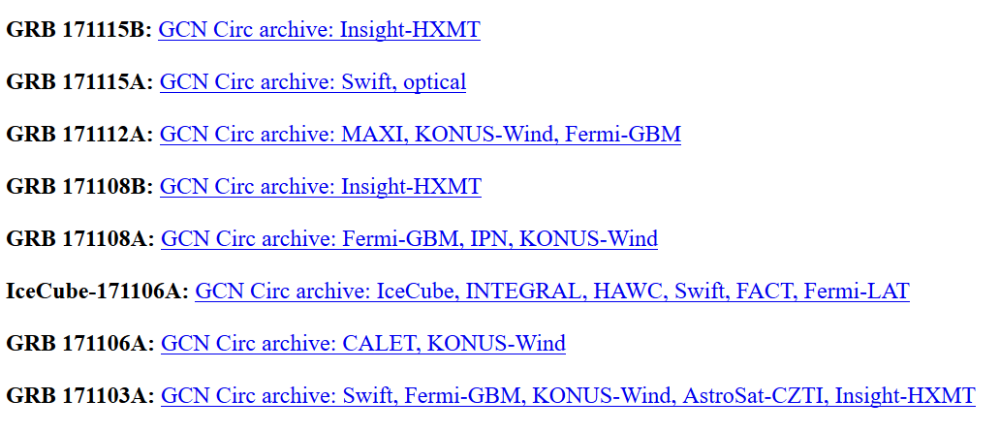 GRB 171115B: GCN Circ archive: Insight-HXMT
GRB 171115A: GCN Circ archive: Swift, optical
GRB 171112A: GCN Circ archive: MAXI, KONUS-Wind, Fermi-GBM
GRB 171108B: GCN Circ archive: Insight-HXMT
GRB 171108A: GCN Circ archive: Fermi-GBM, IPN, KONUS-Wind
IceCube-171106A: GCN Circ archive: IceCube, INTEGRAL, HAWC, Swift, FACT, Fermi-LAT
GRB 171106A: GCN Circ archive: CALET, KONUS-Wind
GRB 171103A: GCN Circ archive: Swift, Fermi-GBM, KONUS-Wind, AstroSat-CZTI, Insight-HXMT